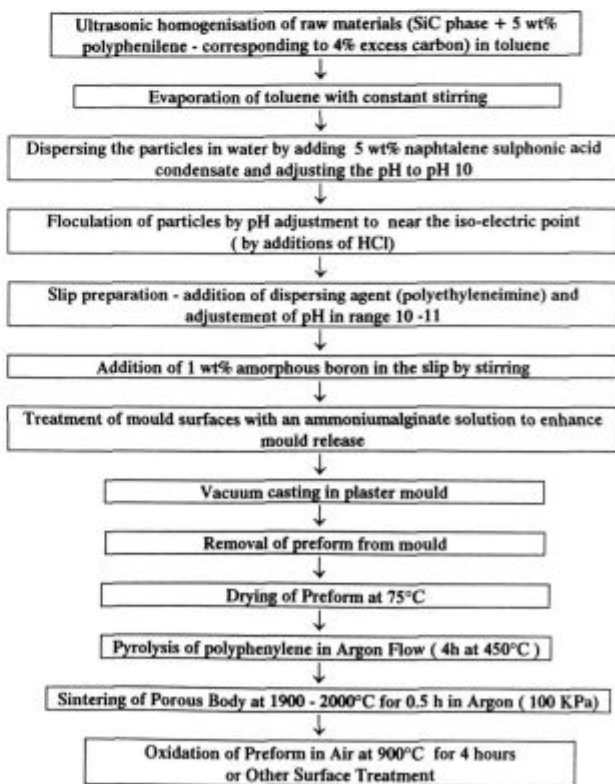 Ultrasonic homogenisation of raw materials (SiC phase + 5 wt%
polyphenilene - corresponding to 4% excess carbon) in toluene
Evaporation of toluene with constant stirring
Dispersing the particles in water by adding 5 wt% naphtalene sulphonic acid
condensate and adjusting the pH to pH 10
Floculation of particles by pH adjustment to near the iso-electric point
( by additions of HCl)
Slip preparation - addition of dispersing agent (polyethyleneimine) and
adjustement of pH in range 10 -11
Addition of 1 wt% amorphous boron in the slip by stirring
Treatment of mould surfaces with an ammoniumalginate solution to enhance
mould release
Vacuum casting in plaster mould
Removal of preform from mould
Drying of Preform at 75°C
Pyrolysis of polyphenylene in Argon Flow ( 4h at 450°C )
Sintering of Porous Body at 1900 - 2000°C for 0.5 h in Argon ( 100 KPa)
Oxidation of Preform in Air at 900°C for 4 hours
or Other Surface Treatment